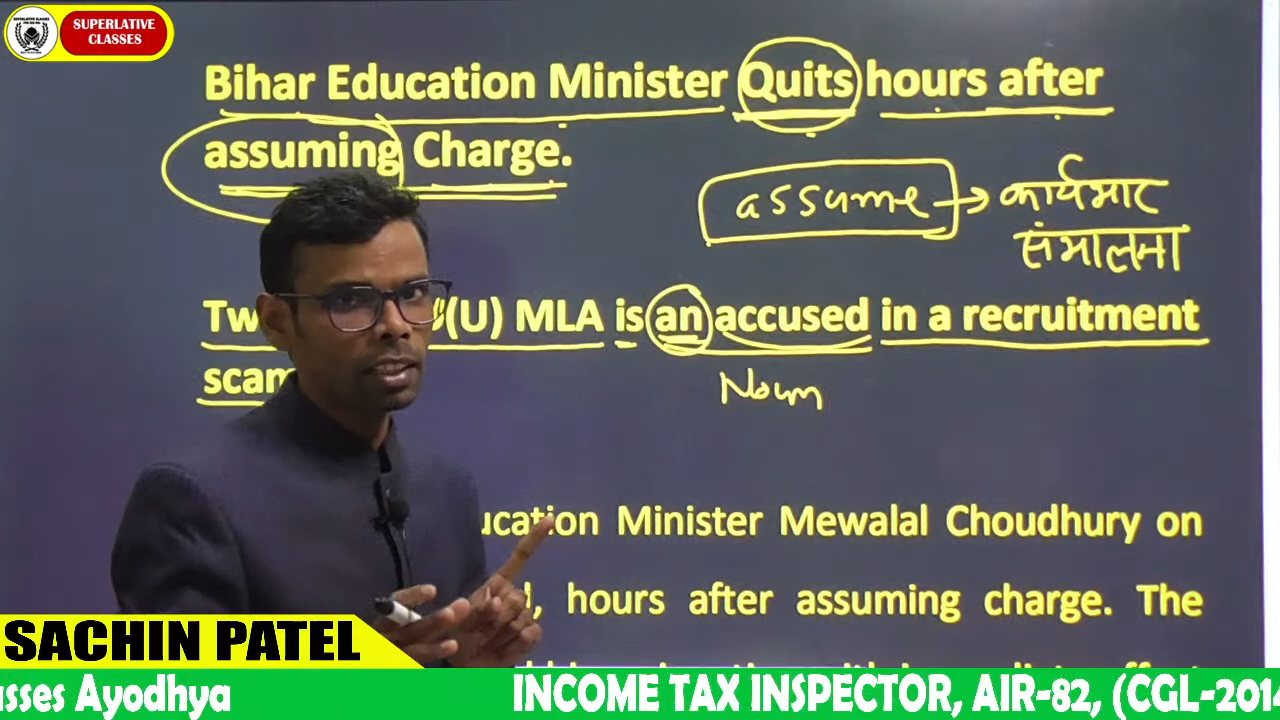 SUPERLATIVE
CLASSES
Bihar Education Minister Quits hours after
assuming Charge.
assume → कार्यभार
संभालना
(U) MLA is an accused in a recruitment
Noun
Minister Mewalal Choudhury on
hours after assuming charge. The
SACHIN PATEL
Ayodhya
INCOME TAX INSPECTOR, AIR-82, (CGL-201